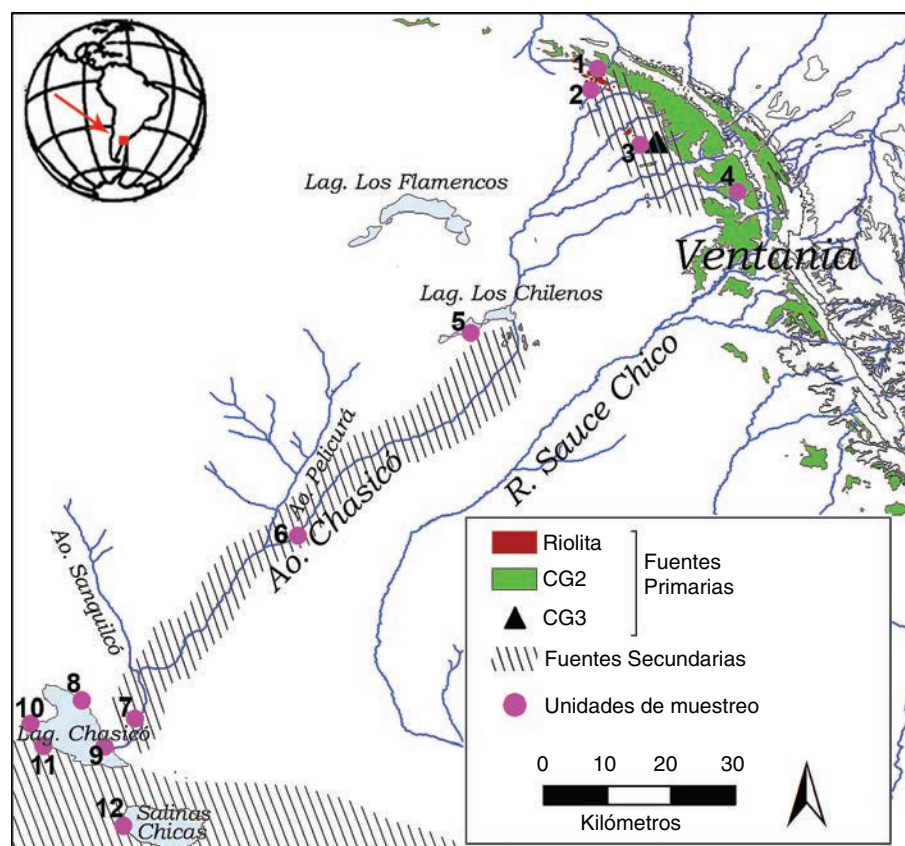 1
2
3
4
Lag. Los Flamencos
Ventania
Lag. Los Chilenos
5
R. Sauce Chico
Ao. Pelicurá
6
Ao. Chasicó
Ao. Sanquilcó
8
10
7
Lag. Chasicó
9
11
12
Salinas
Chicas
Riolita
CG2
CG3
Fuentes
Primarias
Fuentes Secundarias
Unidades de muestreo
0 10 20 30
Kilómetros